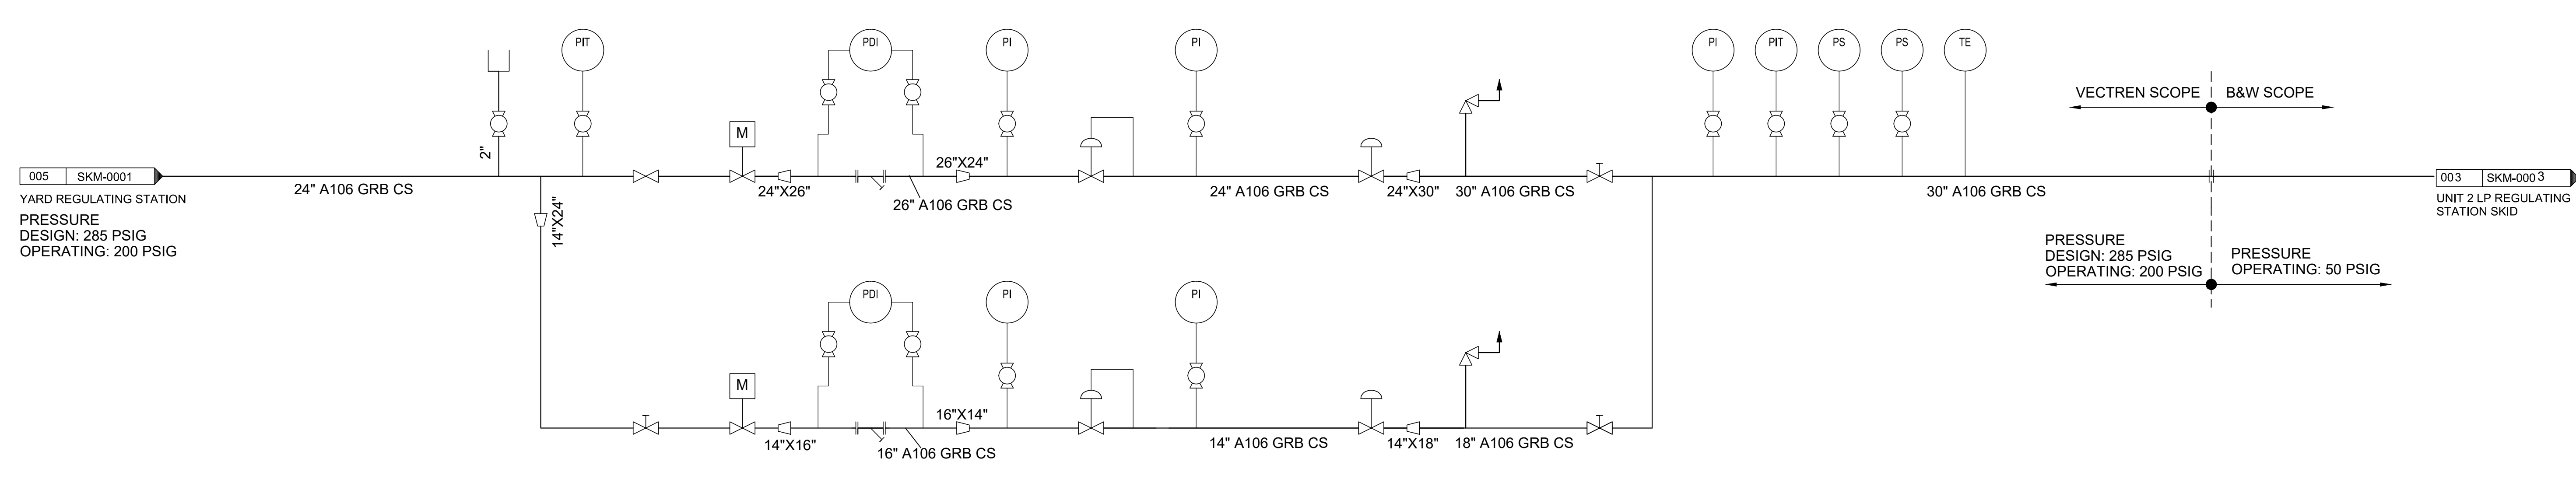 PIT
PDI
PI
PI
PI
PIT
PS
PS
TE
VECTREN SCOPE
B&W SCOPE
M
2"
26"X24"
005
SKM-0001
24" A106 GRB CS
24"X26"
26" A106 GRB CS
24" A106 GRB CS
24"X30"
30" A106 GRB CS
30" A106 GRB CS
003
SKM-0003
YARD REGULATING STATION
UNIT 2 LP REGULATING
STATION SKID
PRESSURE
DESIGN: 285 PSIG
OPERATING: 200 PSIG
14"X24"
PRESSURE
DESIGN: 285 PSIG
OPERATING: 200 PSIG
PRESSURE
OPERATING: 50 PSIG
PDI
PI
PI
M
16"X14"
14"X16"
16" A106 GRB CS
14" A106 GRB CS
14"X18"
18" A106 GRB CS